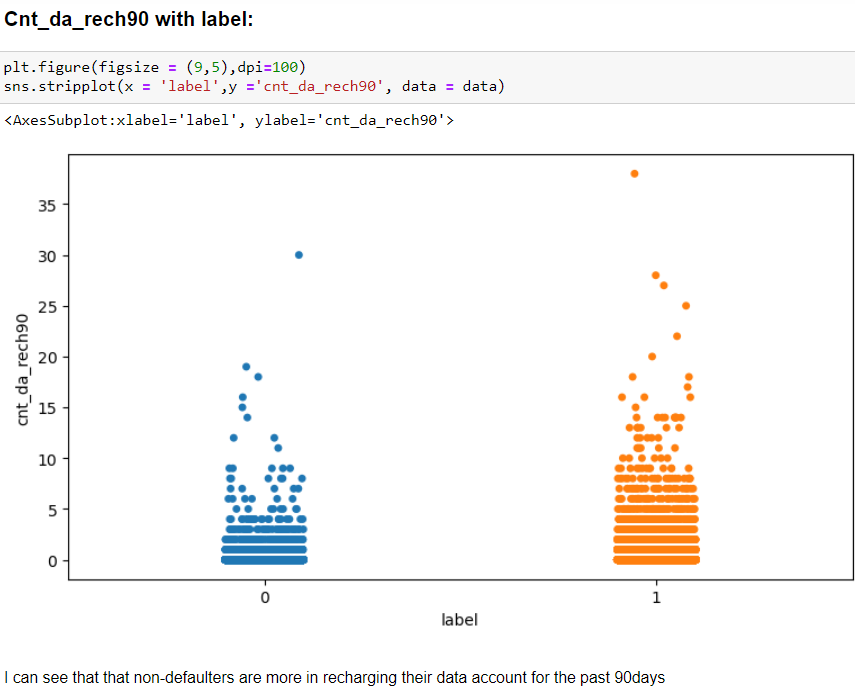 Cnt_da_rech90 with label:
plt.figure(figsize = (9,5),dpi=100)
sns.stripplot(x = 'label',y ='cnt_da_rech90', data = data)
<AxesSubplot:xlabel='label', ylabel='cnt_da_rech90'>
35
30
25
20
15
10
5
0
cnt_da_rech90
0 1
label
I can see that that non-defaulters are more in recharging their data account for the past 90days